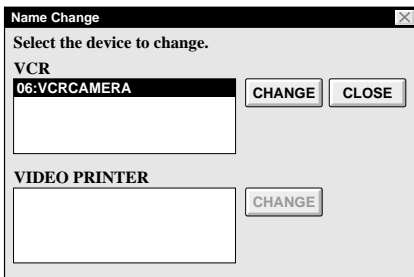 Name Change
Select the device to change.
VCR
06:VCRCAMERA
CHANGE CLOSE
VIDEO PRINTER
CHANGE